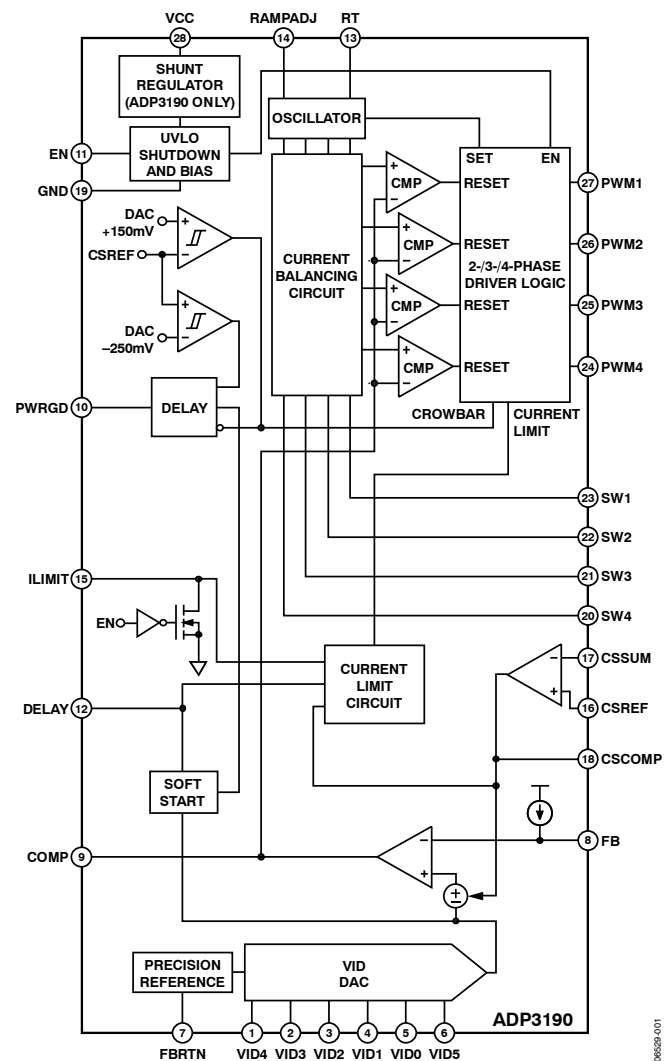 VCC
RAMPADJ
RT
28
14
13
SHUNT
REGULATOR
(ADP3190 ONLY)
OSCILLATOR
UVLO
SHUTDOWN
AND BIAS
EN
11
GND
19
SET
EN
CMP
RESET
27
PWM1
DAC
+150mV
CSREF
CURRENT
BALANCING
CIRCUIT
CMP
RESET
26
PWM2
2-/3-/4-PHASE
DRIVER LOGIC
CMP
RESET
25
PWM3
DAC
–250mV
CMP
RESET
24
PWM4
PWRGD
10
DELAY
CROWBAR
CURRENT
LIMIT
23
SW1
22
SW2
ILIMIT
15
21
SW3
EN
20
SW4
CURRENT
LIMIT
CIRCUIT
17
CSSUM
16
CSREF
DELAY
12
18
CSCOMP
SOFT
START
8
FB
COMP
9
PRECISION
REFERENCE
VID
DAC
ADP3190
7
1
2
3
4
5
6
FBRTN
VID4
VID3
VID2
VID1
VID0
VID5
06529-001
+
–
+
–
+
–
+
–
+
–
+
–
–
+
–
+
+
–